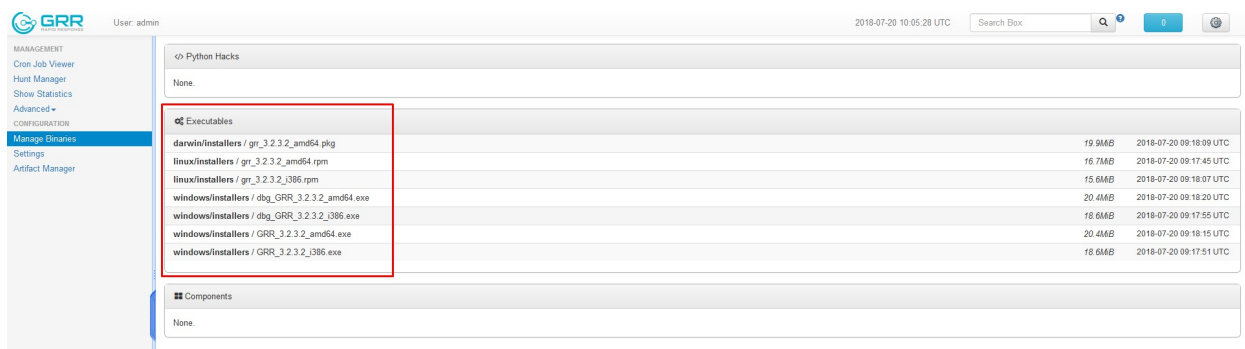 GRR
RAPID RESPONSE
User: admin
2018-07-20 10:05:28 UTC
Search Box
0
MANAGEMENT
Cron Job Viewer
Hunt Manager
Show Statistics
Advanced
CONFIGURATION
Manage Binaries
Settings
Artifact Manager
</> Python Hacks
None.
Executables
darwin/installers / grr_3.2.3.2_amd64.pkg 19.9MiB 2018-07-20 09:18:09 UTC
linux/installers / grr_3.2.3.2_amd64.rpm 16.7MiB 2018-07-20 09:17:45 UTC
linux/installers / grr_3.2.3.2_i386.rpm 15.6MiB 2018-07-20 09:18:07 UTC
windows/installers / dbg_GRR_3.2.3.2_amd64.exe 20.4MiB 2018-07-20 09:18:20 UTC
windows/installers / dbg_GRR_3.2.3.2_i386.exe 18.6MiB 2018-07-20 09:17:55 UTC
windows/installers / GRR_3.2.3.2_amd64.exe 20.4MiB 2018-07-20 09:18:15 UTC
windows/installers / GRR_3.2.3.2_i386.exe 18.6MiB 2018-07-20 09:17:51 UTC
Components
None.